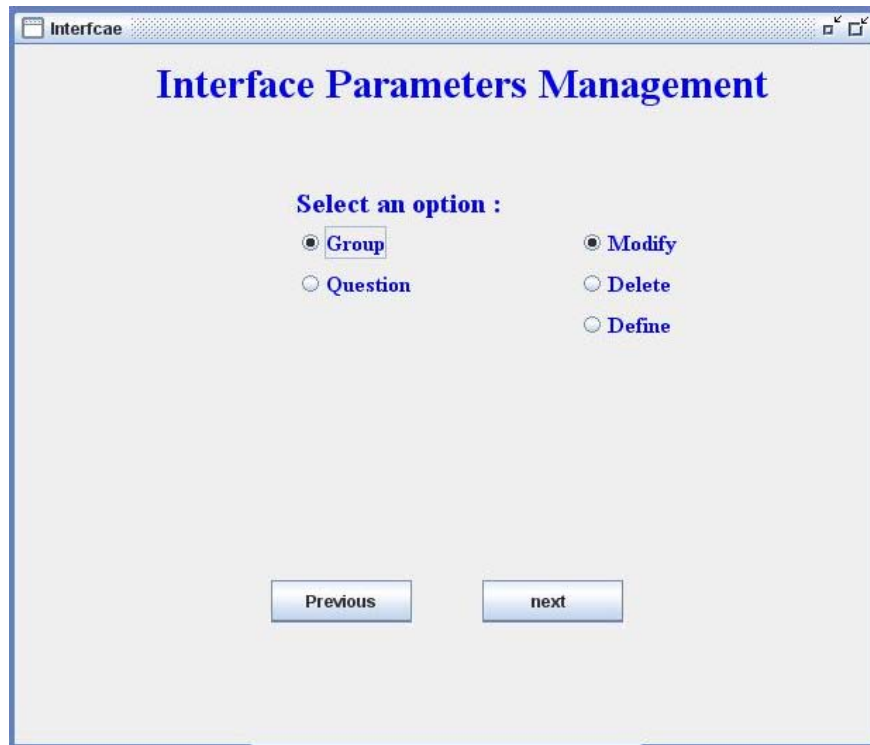 Interfcae
Interface Parameters Management
Select an option :
Group
Modify
Question
Delete
Define
Previous
next